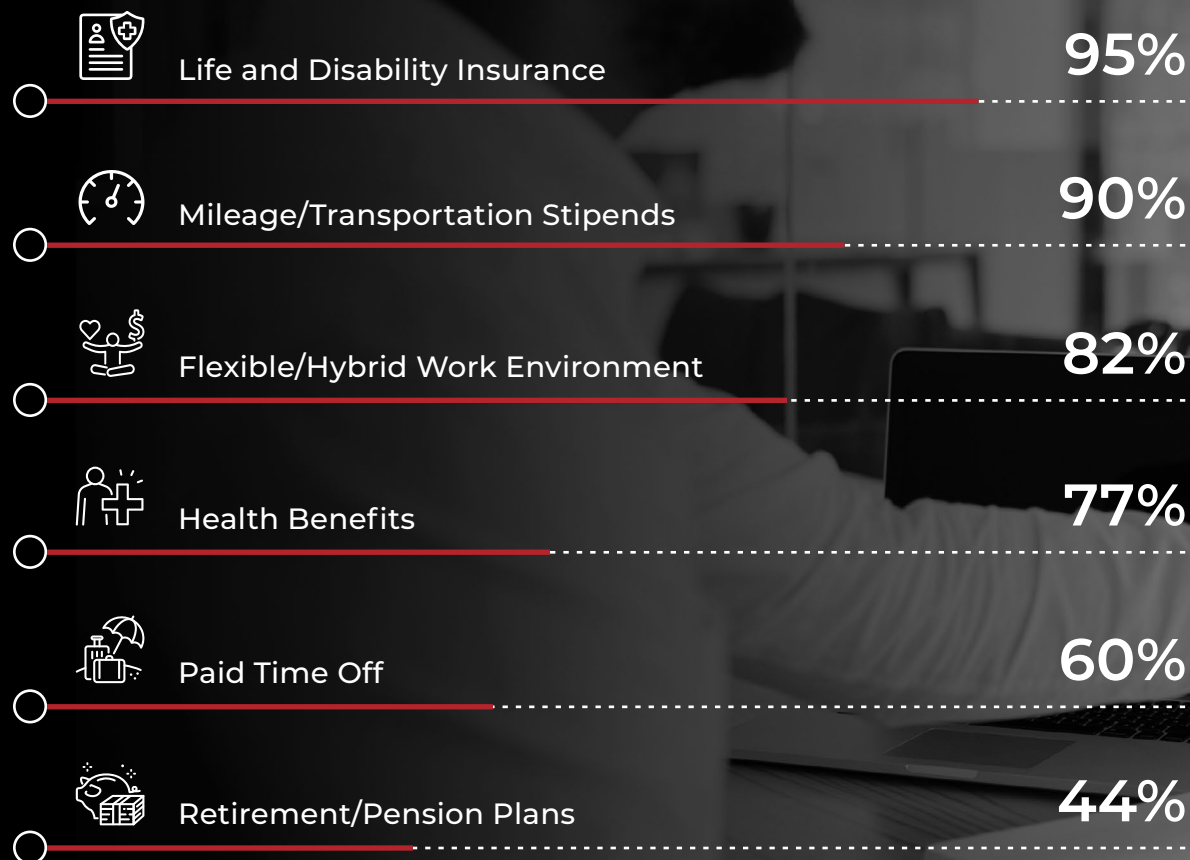 Life and Disability Insurance
95%
Mileage/Transportation Stipends
90%
Flexible/Hybrid Work Environment
82%
Health Benefits
77%
Paid Time Off
60%
Retirement/Pension Plans
44%